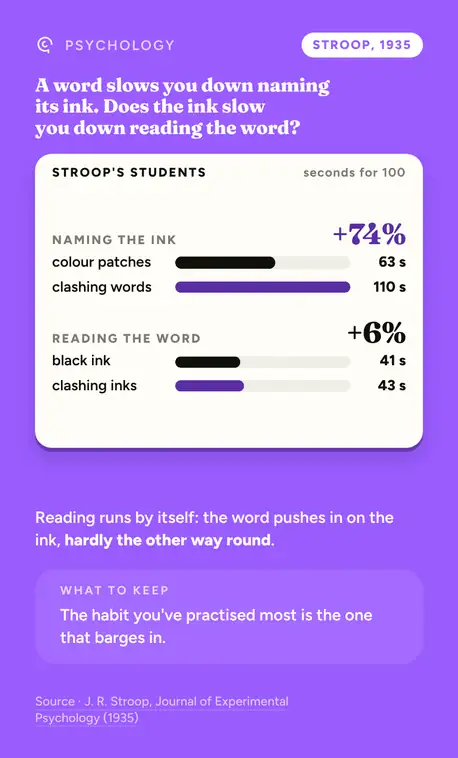 PSYCHOLOGY
STROOP, 1935
A word slows you down naming
its ink. Does the ink slow
you down reading the word?
STROOP'S STUDENTS
seconds for 100
NAMING THE INK
+74%
colour patches
63 s
clashing words
110 s
READING THE WORD
+6%
black ink
41 s
clashing inks
43 s
Reading runs by itself: the word pushes in on the
ink, hardly the other way round.
WHAT TO KEEP
The habit you've practised most is the one
that barges in.
Source · J. R. Stroop, Journal of Experimental
Psychology (1935)